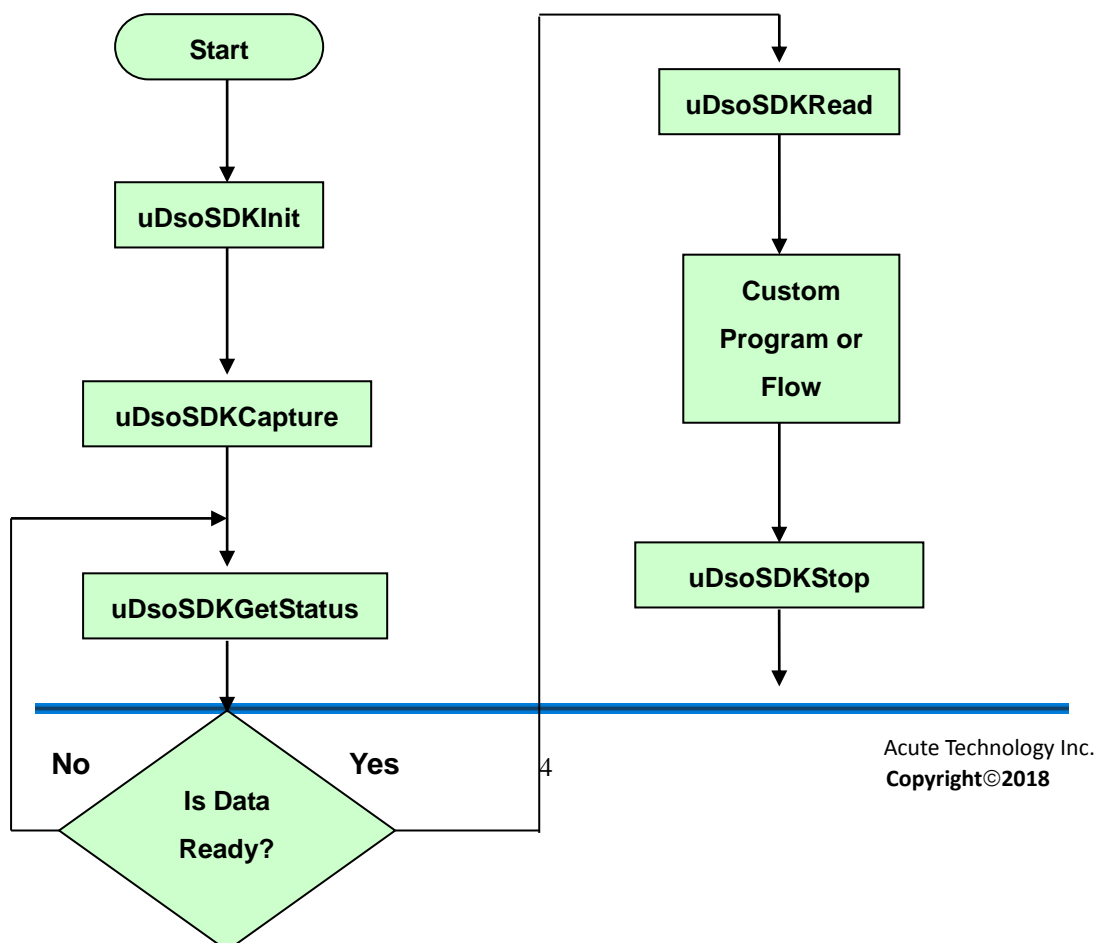 Start
uDsoSDKInit
uDsoSDKCapture
uDsoSDKGetStatus
No
Yes
Is Data
Ready?
uDsoSDKRead
Custom
Program or
Flow
uDsoSDKStop
4
Acute Technology Inc.
Copyright©2018